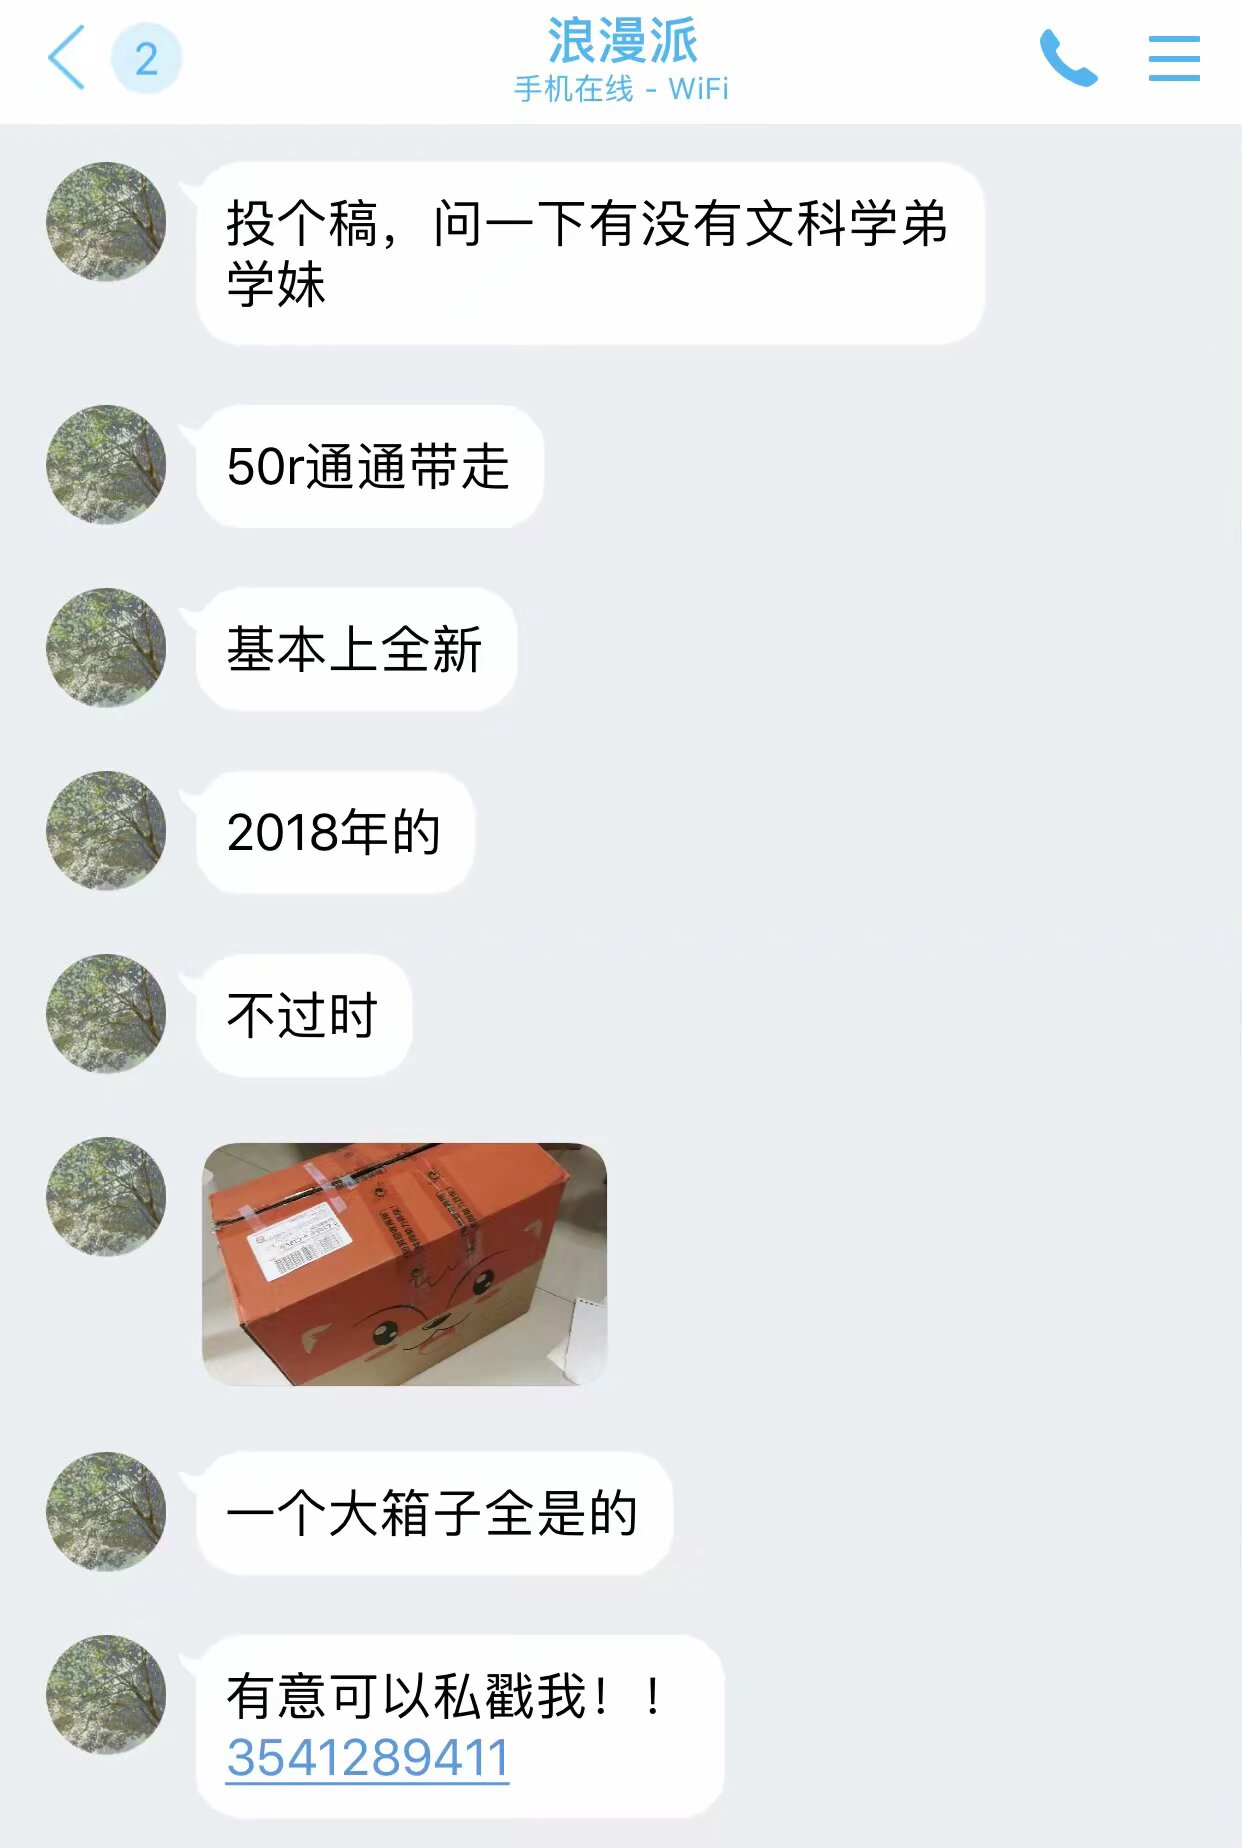 2
浪漫派
手机在线 - WiFi
投个稿，问一下有没有文科学弟
学妹
50r通通带走
基本上全新
2018年的
不过时
一个大箱子全是的
有意可以私戳我！！
3541289411